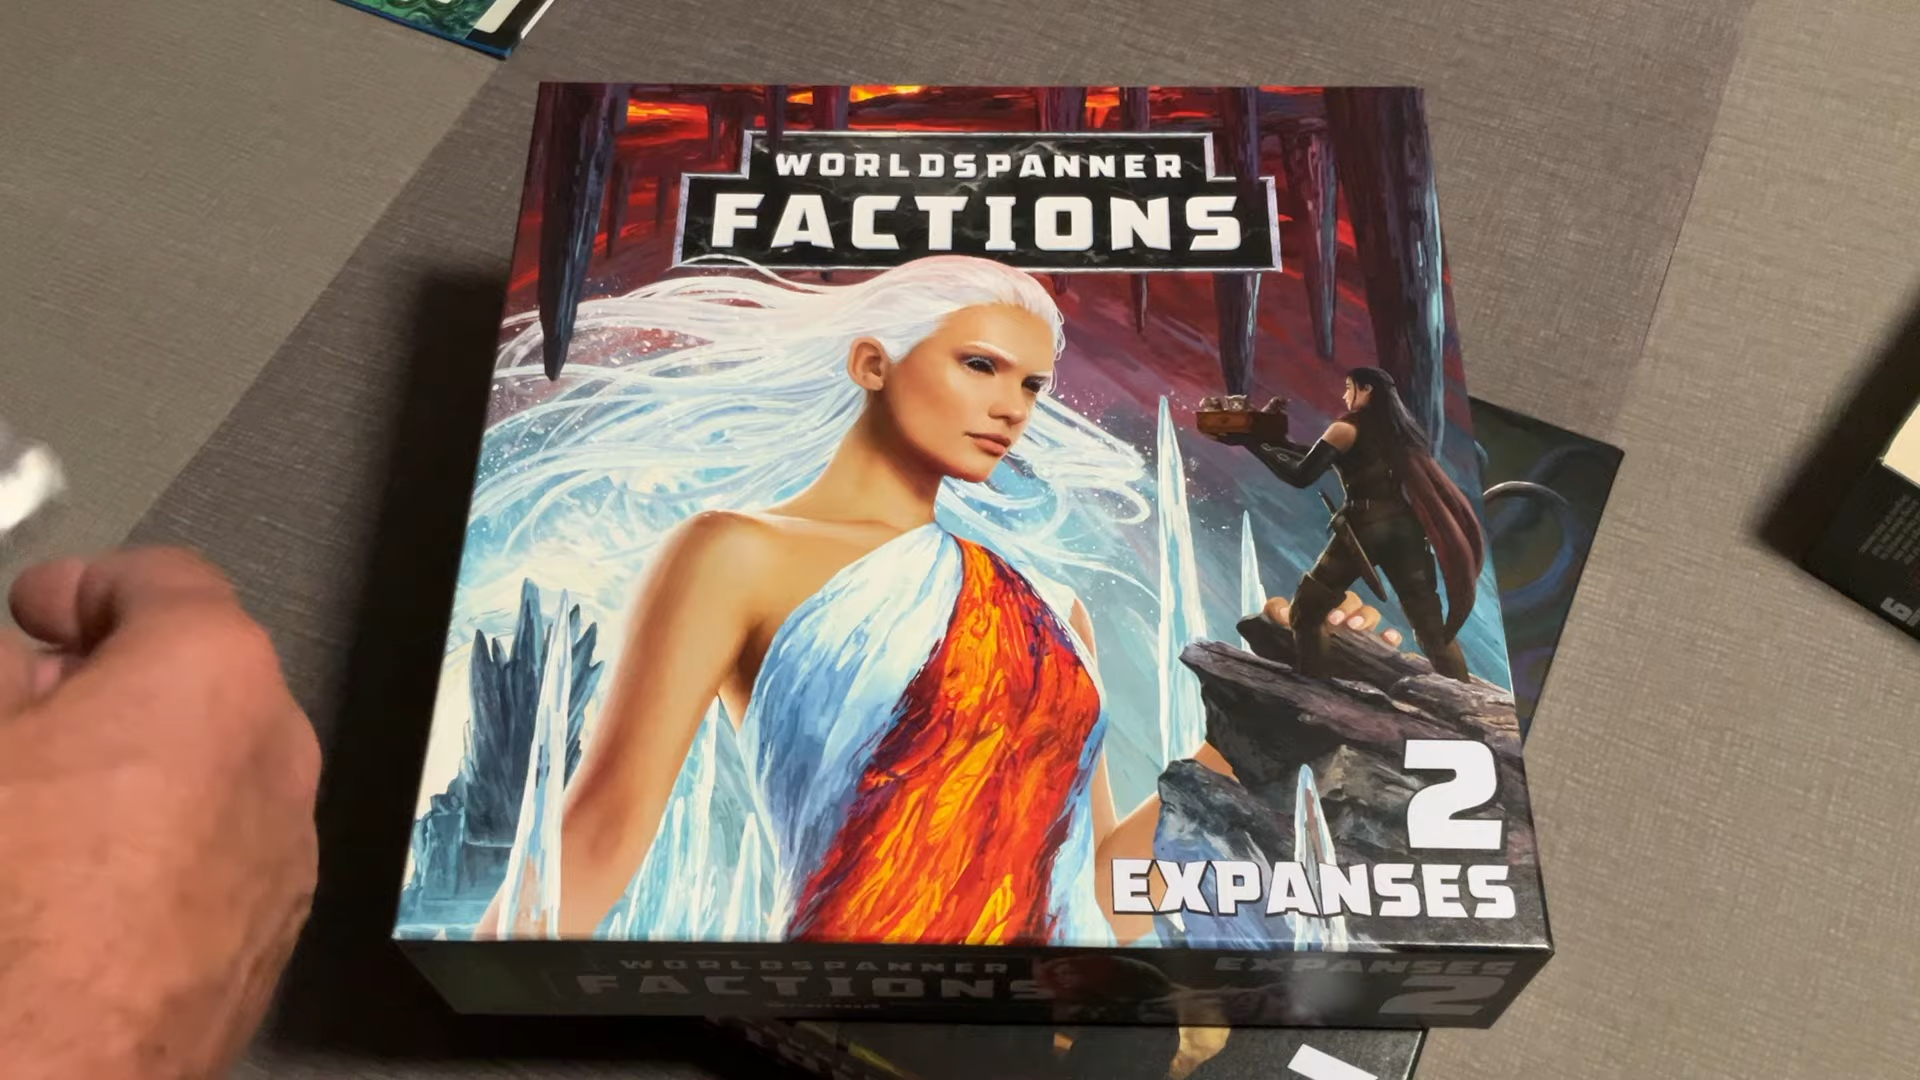 WORLDSPANNER
FACTIONS
2
EXPANSES
WORLDSPANNER
FACTIONS
EXPANSES
2